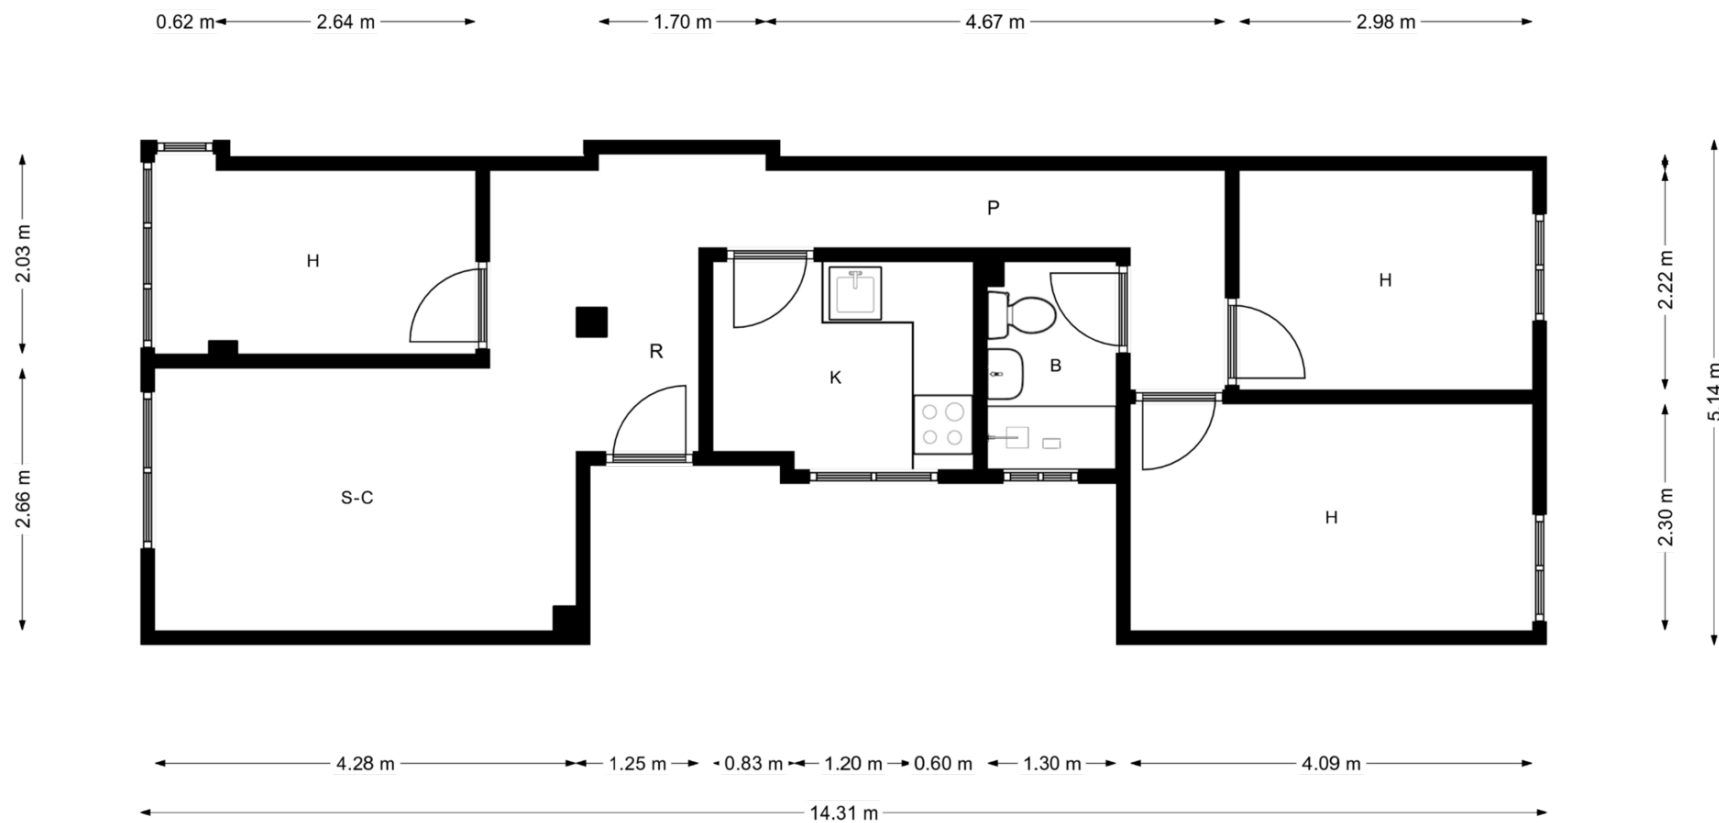 0.62 m 2.64 m 1.70 m 4.67 m 2.98 m
P
2.03 m
H
H
2.22 m
R
K
B
5.14 m
2.66 m
S-C
H
2.30 m
4.28 m 1.25 m 0.83 m 1.20 m 0.60 m 1.30 m 4.09 m
14.31 m